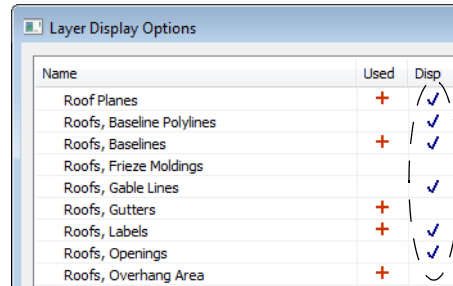 Layer Display Options
Name Used Disp
Roof Planes + ✓
Roofs, Baseline Polylines ✓
Roofs, Baselines + ✓
Roofs, Frieze Moldings
Roofs, Gable Lines ✓
Roofs, Gutters +
Roofs, Labels + ✓
Roofs, Openings ✓
Roofs, Overhang Area +